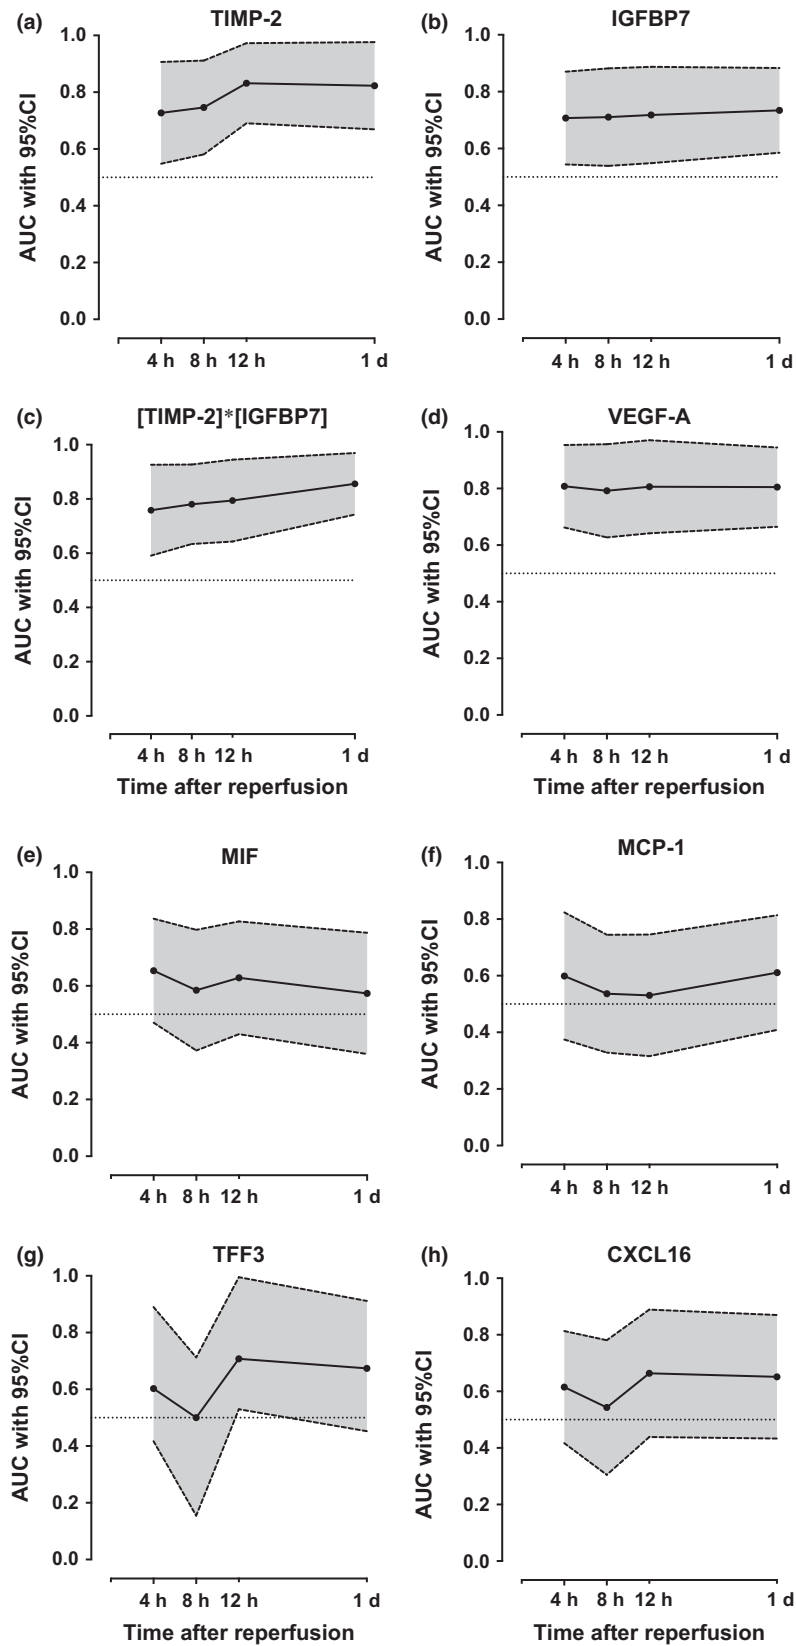 (a) TIMP-2
AUC with 95%CI
1.0
0.8
0.6
0.4
0.2
0.0
4 h 8 h 12 h 1 d
(b) IGFBP7
AUC with 95%CI
1.0
0.8
0.6
0.4
0.2
0.0
4 h 8 h 12 h 1 d
(c) [TIMP-2]*[IGFBP7]
AUC with 95%CI
1.0
0.8
0.6
0.4
0.2
0.0
4 h 8 h 12 h 1 d
Time after reperfusion
(d) VEGF-A
AUC with 95%CI
1.0
0.8
0.6
0.4
0.2
0.0
4 h 8 h 12 h 1 d
Time after reperfusion
(e) MIF
AUC with 95%CI
1.0
0.8
0.6
0.4
0.2
0.0
4 h 8 h 12 h 1 d
(f) MCP-1
AUC with 95%CI
1.0
0.8
0.6
0.4
0.2
0.0
4 h 8 h 12 h 1 d
(g) TFF3
AUC with 95%CI
1.0
0.8
0.6
0.4
0.2
0.0
4 h 8 h 12 h 1 d
Time after reperfusion
(h) CXCL16
AUC with 95%CI
1.0
0.8
0.6
0.4
0.2
0.0
4 h 8 h 12 h 1 d
Time after reperfusion